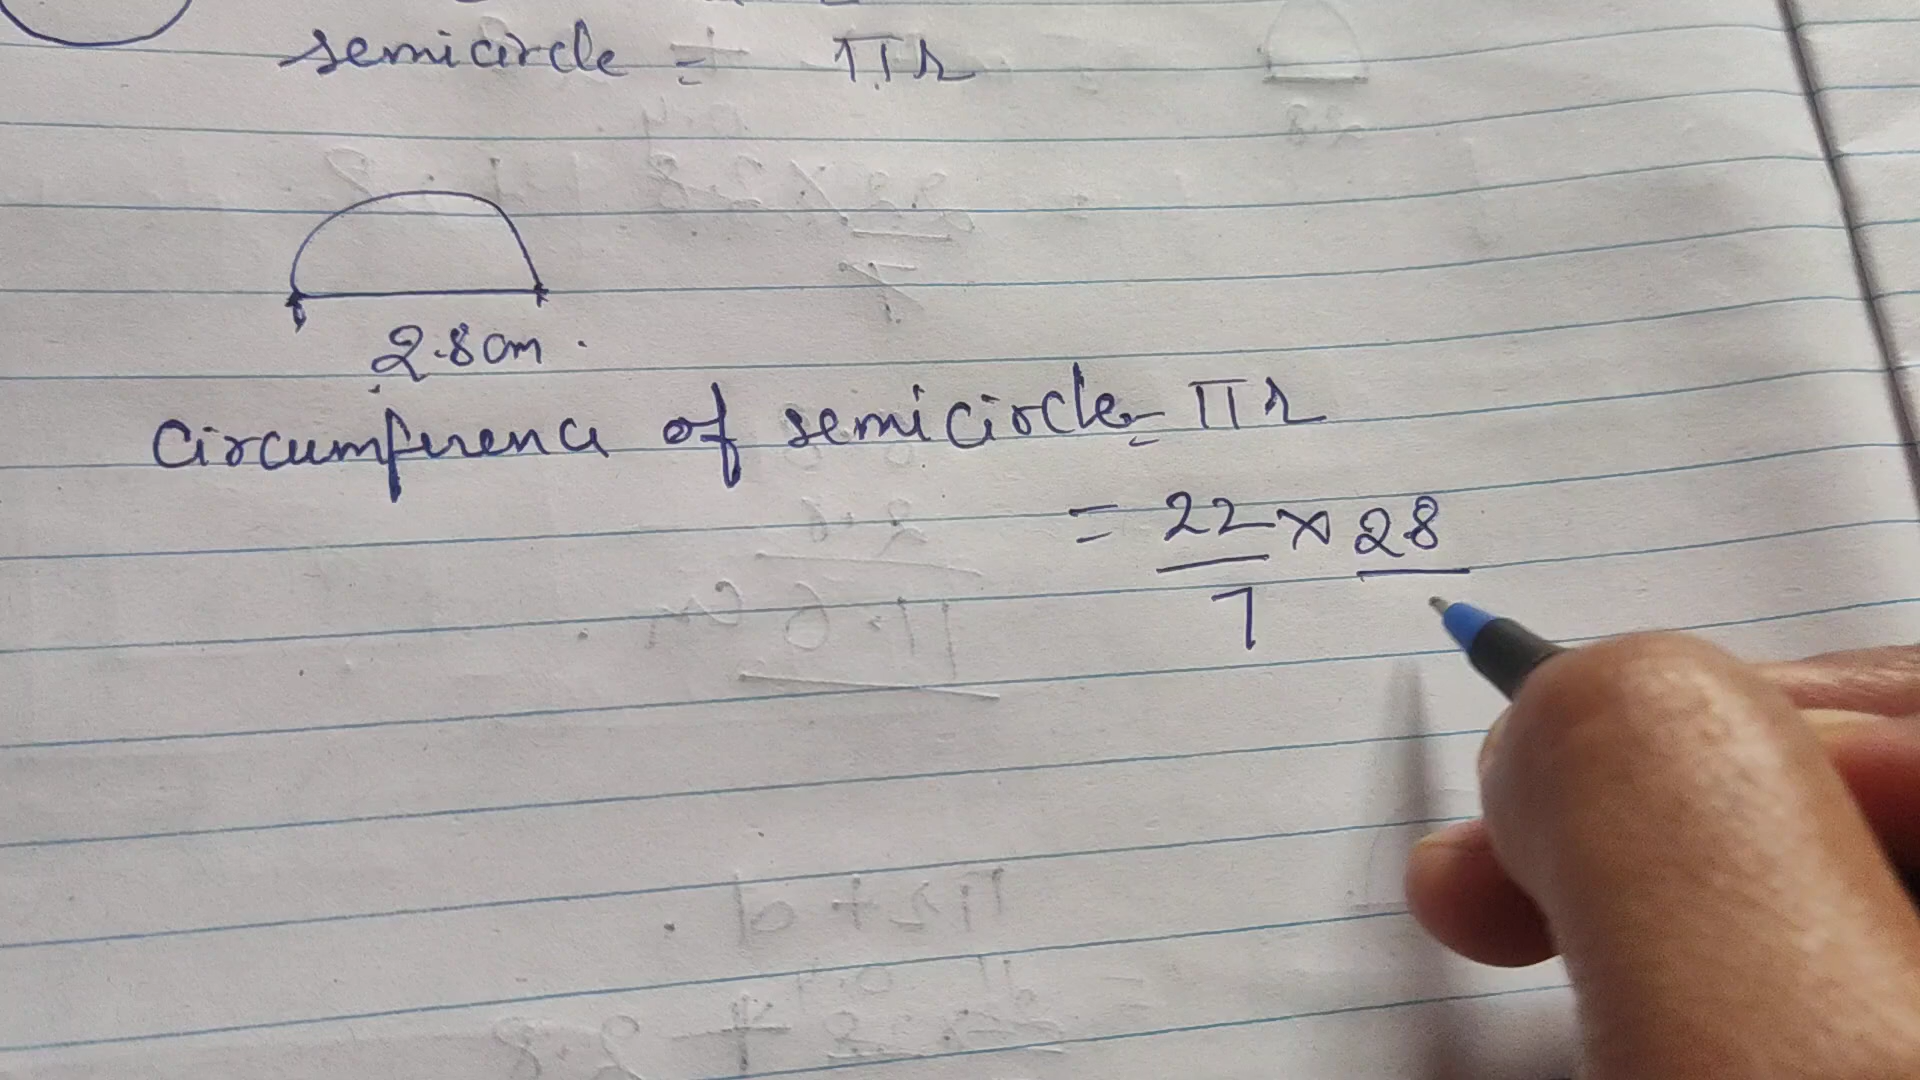 semicircle = πr
2.8cm.
Circumference of semicircle = πr
= 22 × 28
7